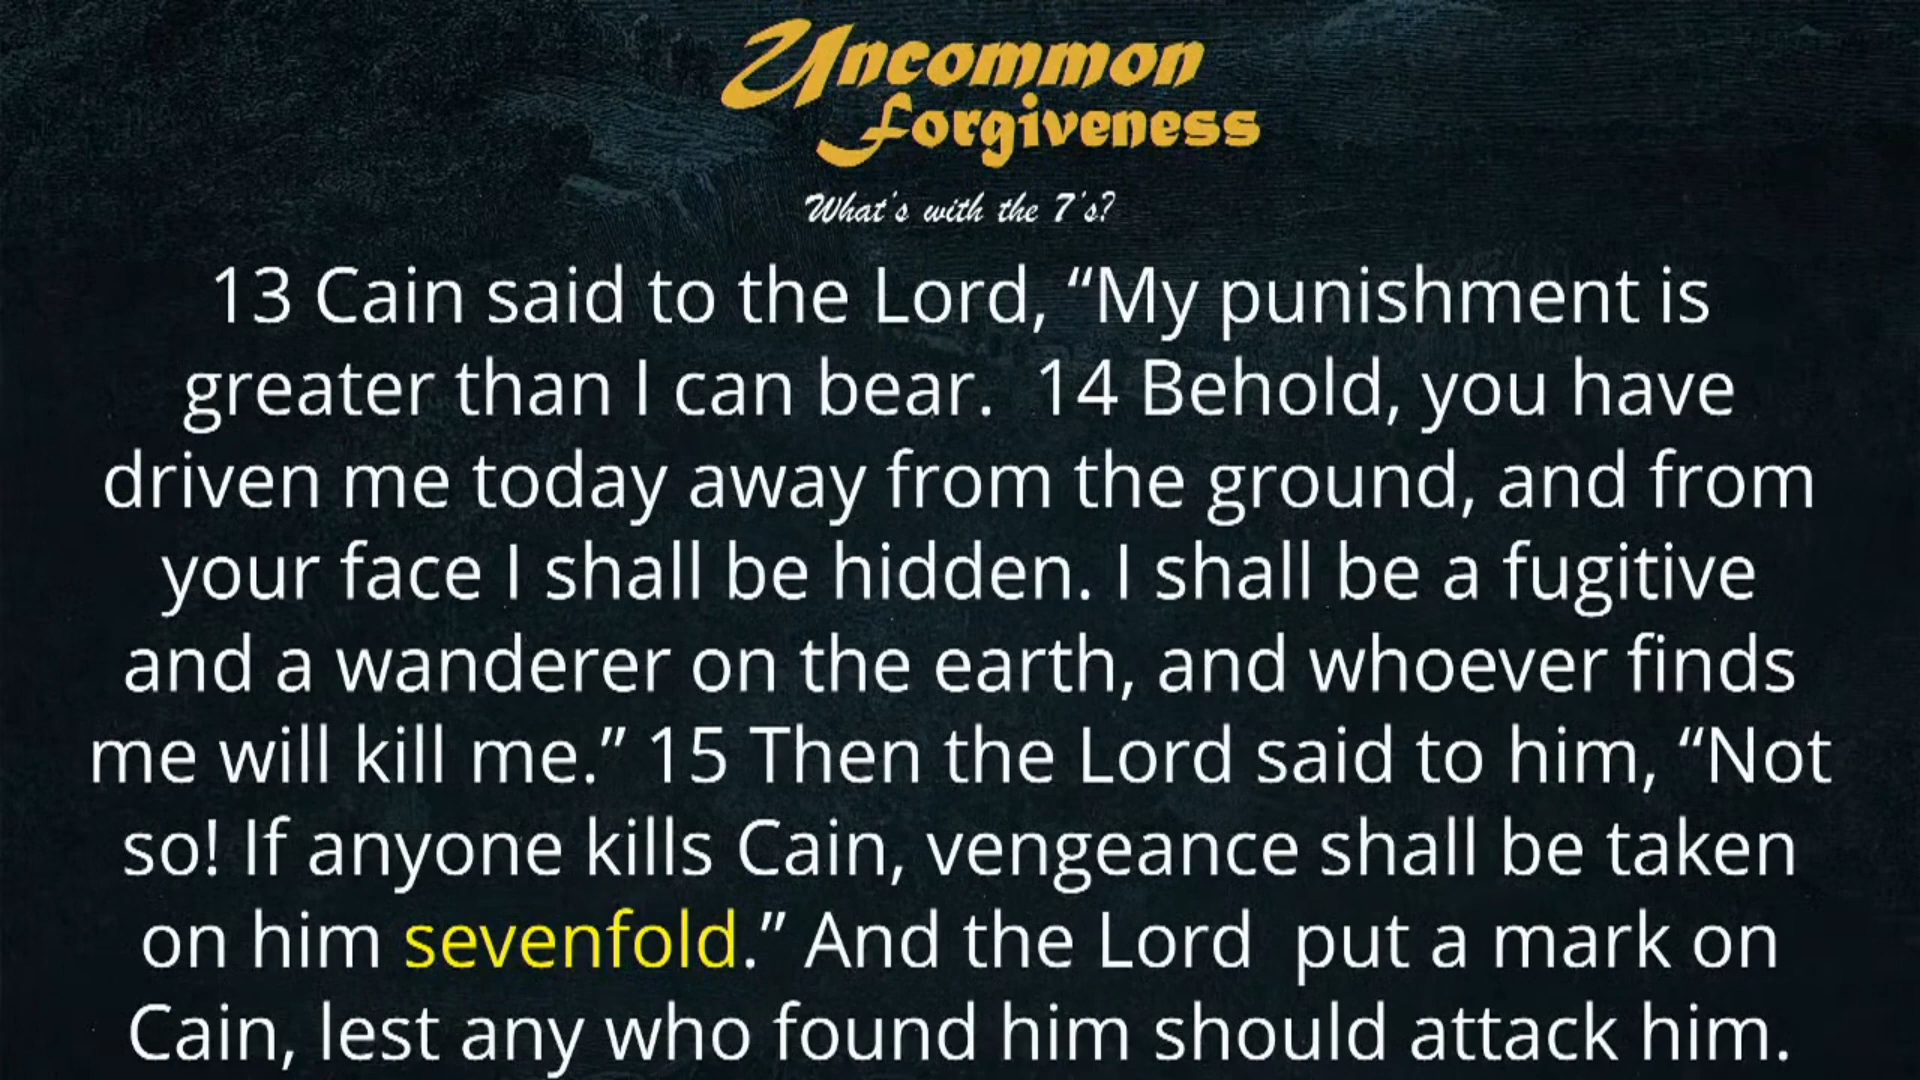 Uncommon
Forgiveness
What's with the 7's?
13 Cain said to the Lord, “My punishment is
greater than I can bear.  14 Behold, you have
driven me today away from the ground, and from
your face I shall be hidden. I shall be a fugitive
and a wanderer on the earth, and whoever finds
me will kill me.” 15 Then the Lord said to him, “Not
so! If anyone kills Cain, vengeance shall be taken
on him sevenfold.” And the Lord  put a mark on
Cain, lest any who found him should attack him.